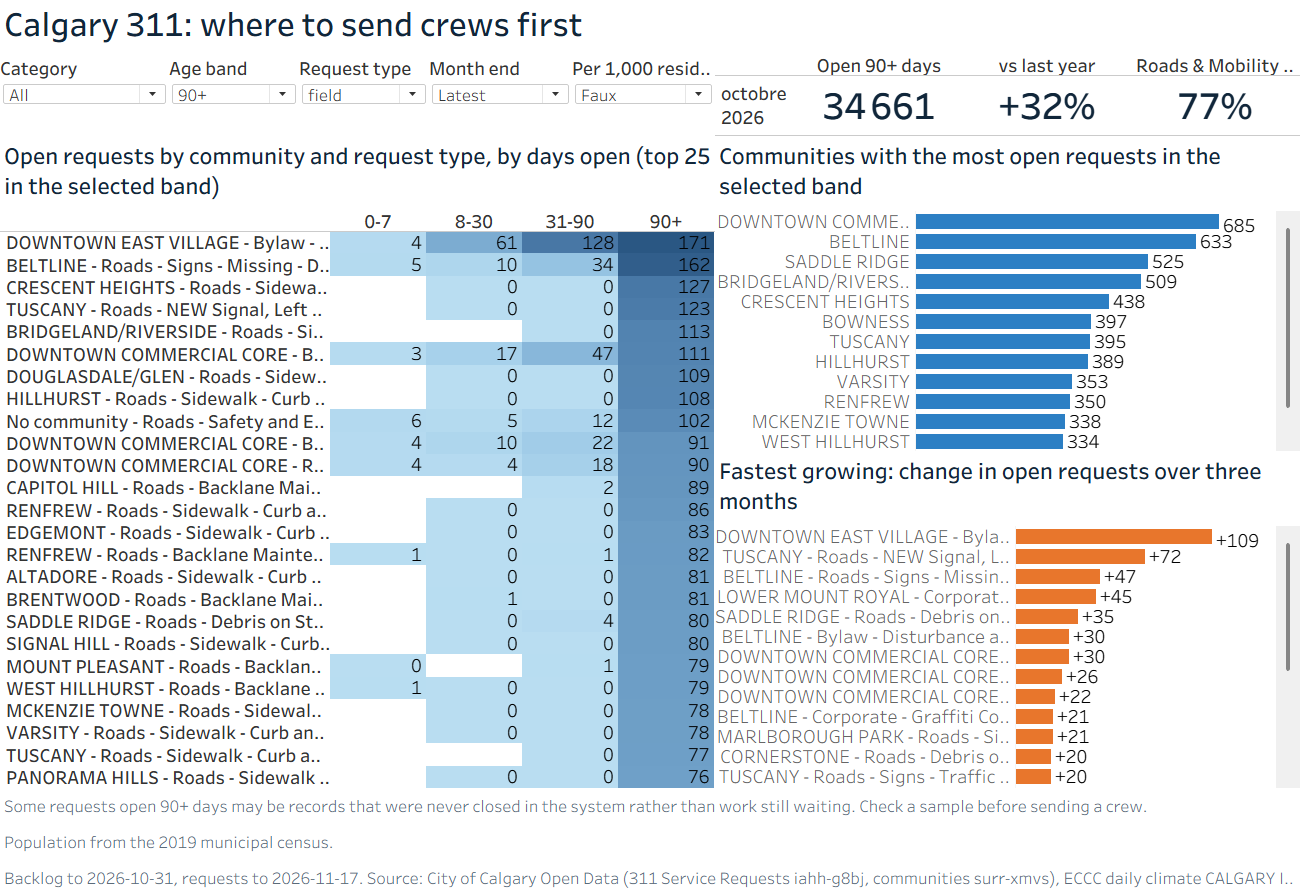 Calgary 311: where to send crews first
Category Age band Request type Month end Per 1,000 resid..
All 90+ field Latest Faux
Open 90+ days vs last year Roads & Mobility ..
octobre 2026 34 661 +32% 77%
Open requests by community and request type, by days open (top 25
in the selected band)
0-7 8-30 31-90 90+
DOWNTOWN EAST VILLAGE - Bylaw - .. 4 61 128 171
BELTLINE - Roads - Signs - Missing - D.. 5 10 34 162
CRESCENT HEIGHTS - Roads - Sidewa.. 0 0 127
TUSCANY - Roads - NEW Signal, Left .. 0 0 123
BRIDGELAND/RIVERSIDE - Roads - Si.. 0 113
DOWNTOWN COMMERCIAL CORE - B.. 3 17 47 111
DOUGLASDALE/GLEN - Roads - Sidew.. 0 0 109
HILLHURST - Roads - Sidewalk - Curb .. 0 0 108
No community - Roads - Safety and E.. 6 5 12 102
DOWNTOWN COMMERCIAL CORE - B.. 4 10 22 91
DOWNTOWN COMMERCIAL CORE - R.. 4 4 18 90
CAPITOL HILL - Roads - Backlane Mai.. 2 89
RENFREW - Roads - Sidewalk - Curb a.. 0 0 86
EDGEMONT - Roads - Sidewalk - Curb .. 0 0 83
RENFREW - Roads - Backlane Mainte.. 1 0 1 82
ALTADORE - Roads - Sidewalk - Curb .. 0 0 81
BRENTWOOD - Roads - Backlane Mai.. 1 0 81
SADDLE RIDGE - Roads - Debris on St.. 0 4 80
SIGNAL HILL - Roads - Sidewalk - Curb.. 0 0 80
MOUNT PLEASANT - Roads - Backlan.. 0 1 79
WEST HILLHURST - Roads - Backlane .. 1 0 0 79
MCKENZIE TOWNE - Roads - Sidewal.. 0 0 78
VARSITY - Roads - Sidewalk - Curb an.. 0 0 78
TUSCANY - Roads - Sidewalk - Curb a.. 0 77
PANORAMA HILLS - Roads - Sidewalk .. 0 0 76
Communities with the most open requests in the
selected band
DOWNTOWN COMME.. 685
BELTLINE 633
SADDLE RIDGE 525
BRIDGELAND/RIVERS.. 509
CRESCENT HEIGHTS 438
BOWNESS 397
TUSCANY 395
HILLHURST 389
VARSITY 353
RENFREW 350
MCKENZIE TOWNE 338
WEST HILLHURST 334
Fastest growing: change in open requests over three
months
DOWNTOWN EAST VILLAGE - Byla.. +109
TUSCANY - Roads - NEW Signal, L.. +72
BELTLINE - Roads - Signs - Missin.. +47
LOWER MOUNT ROYAL - Corporat.. +45
SADDLE RIDGE - Roads - Debris on.. +35
BELTLINE - Bylaw - Disturbance a.. +30
DOWNTOWN COMMERCIAL CORE.. +30
DOWNTOWN COMMERCIAL CORE.. +26
DOWNTOWN COMMERCIAL CORE.. +22
BELTLINE - Corporate - Graffiti Co.. +21
MARLBOROUGH PARK - Roads - Si.. +21
CORNERSTONE - Roads - Debris o.. +20
TUSCANY - Roads - Signs - Traffic .. +20
Some requests open 90+ days may be records that were never closed in the system rather than work still waiting. Check a sample before sending a crew.
Population from the 2019 municipal census.
Backlog to 2026-10-31, requests to 2026-11-17. Source: City of Calgary Open Data (311 Service Requests iahh-g8bj, communities surr-xmvs), ECCC daily climate CALGARY I..